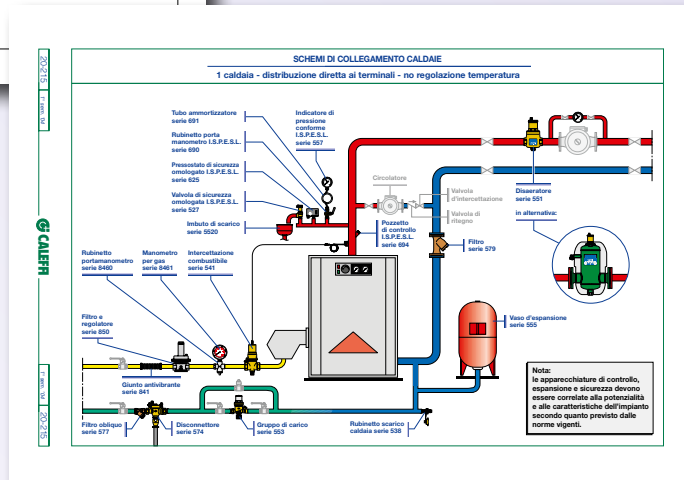 SCHEMI DI COLLEGAMENTO CALDAIE
1 caldaia - distribuzione diretta ai terminali - no regolazione temperatura
20-215
CALEFFI
20-215
Tubo ammortizzatore
serie 691
Rubinetto porta
manometro I.S.P.E.S.L.
serie 690
Pressostato di sicurezza
omologato I.S.P.E.S.L.
serie 625
Valvola di sicurezza
omologata I.S.P.E.S.L.
serie 527
Imbuto di scarico
serie 5520
Indicatore di
pressione
conforme
I.S.P.E.S.L.
serie 557
Circolatore
Valvola
d'intercettazione
Valvola di
ritegno
Pozzetto
di controllo
I.S.P.E.S.L.
serie 694
Filtro
serie 579
Disaeratore
serie 551
in alternativa:
Rubinetto
portamanometro
serie 8460
Manometro
per gas
serie 8461
Intercettazione
combustibile
serie 541
Filtro e
regolatore
serie 850
Giunto antivibrante
serie 841
Vaso d'espansione
serie 555
Filtro obliquo
serie 577
Disconnettore
serie 574
Gruppo di carico
serie 553
Rubinetto scarico
caldaia serie 538
Nota:
le apparecchiature di controllo,
espansione e sicurezza devono
essere correlate alla potenzialità
e alle caratteristiche dell'impianto
secondo quanto previsto dalle
norme vigenti.